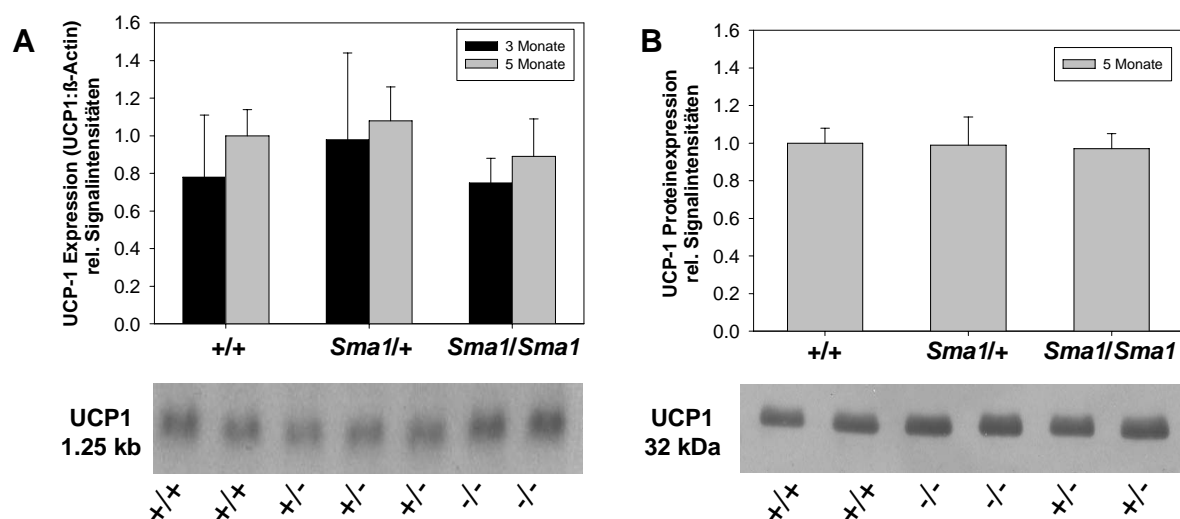 A
UCP-1 Expression (UCP1:ß-Actin)
rel. Signalintensitäten
1.6
1.4
1.2
1.0
0.8
0.6
0.4
0.2
0.0
3 Monate
5 Monate
+/+
Sma1/+
Sma1/Sma1
UCP1
1.25 kb
+/+
+/+
+/-
+/-
+/-
-/-
-/-
B
UCP-1 Proteinexpression
rel. Signalintensitäten
1.6
1.4
1.2
1.0
0.8
0.6
0.4
0.2
0.0
5 Monate
+/+
Sma1/+
Sma1/Sma1
UCP1
32 kDa
+/+
+/+
-/-
-/-
+/-
+/-